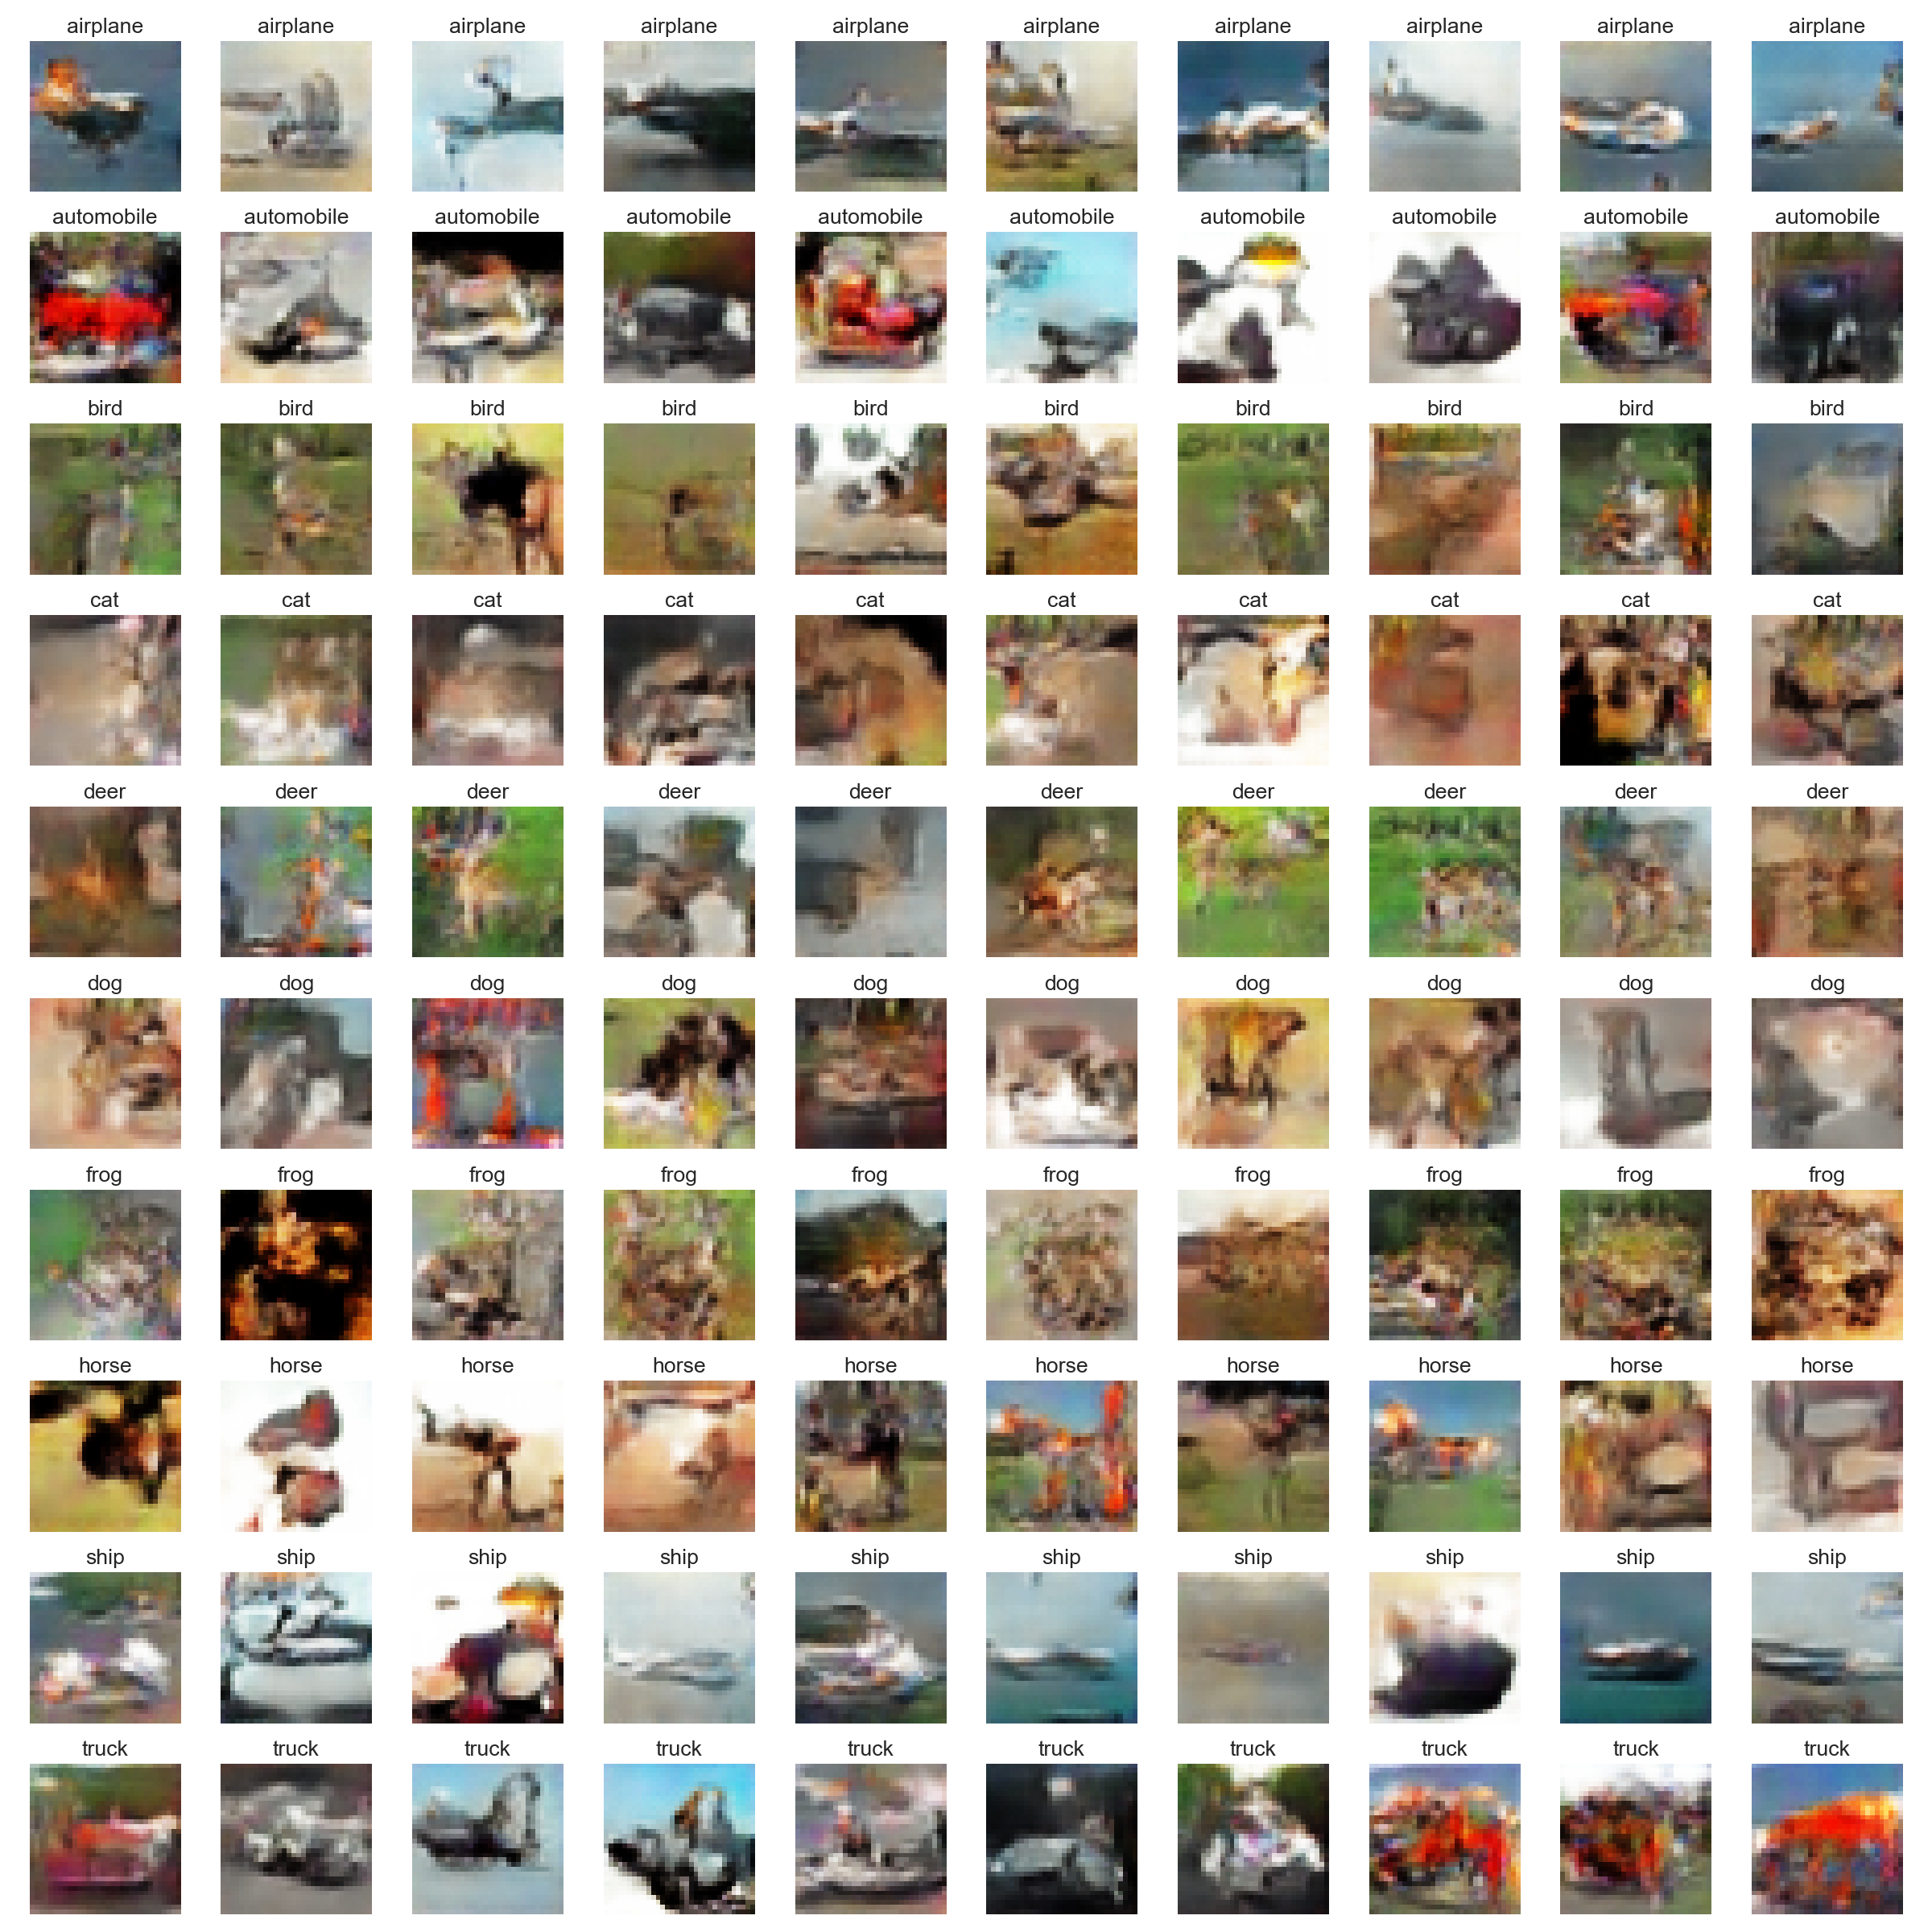 airplane airplane airplane airplane airplane airplane airplane airplane airplane airplane
automobile automobile automobile automobile automobile automobile automobile automobile automobile automobile
bird bird bird bird bird bird bird bird bird bird
cat cat cat cat cat cat cat cat cat cat
deer deer deer deer deer deer deer deer deer deer
dog dog dog dog dog dog dog dog dog dog
frog frog frog frog frog frog frog frog frog frog
horse horse horse horse horse horse horse horse horse horse
ship ship ship ship ship ship ship ship ship ship
truck truck truck truck truck truck truck truck truck truck